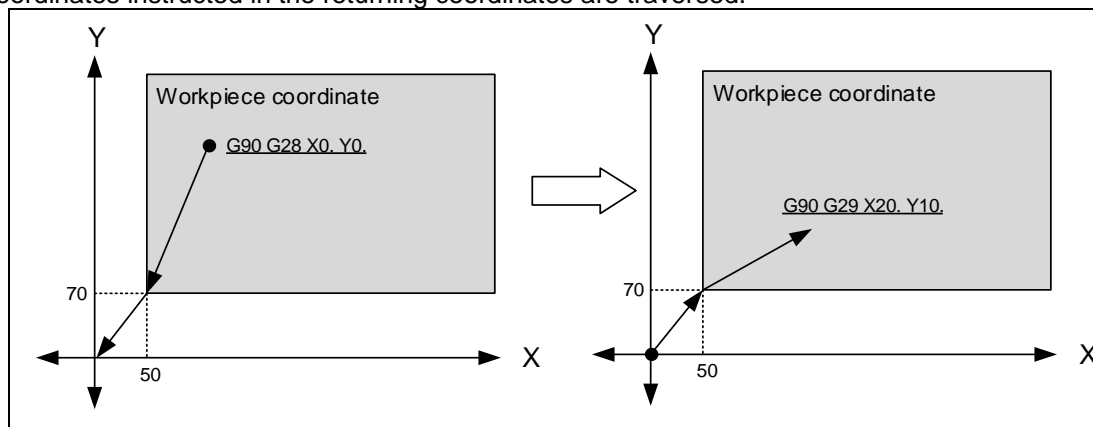 coordinates instructed in the returning coordinates are traversed.
Y
Workpiece coordinate
G90 G28 X0. Y0.
70
50
X
Y
Workpiece coordinate
G90 G29 X20. Y10.
70
50
X